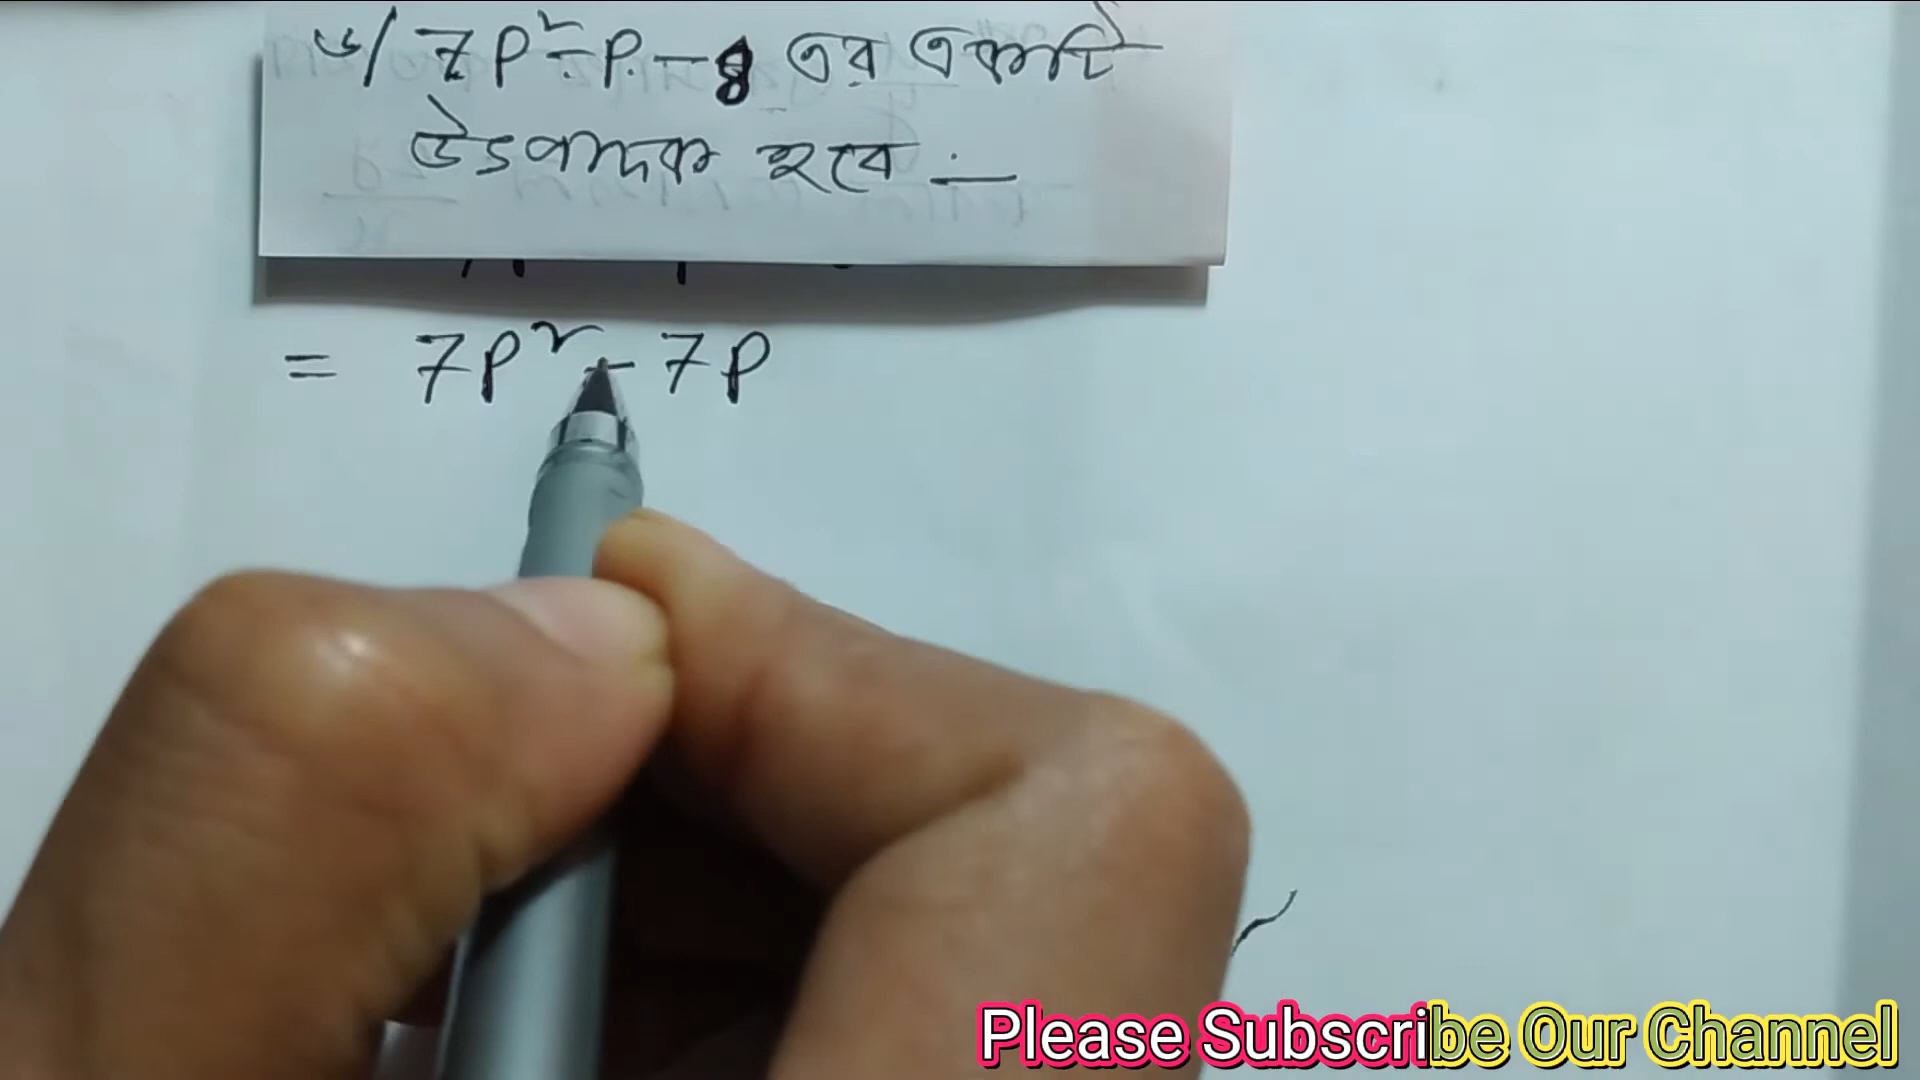 ৬/ 7P²-P-8 এর একটি
উৎপাদক হবে —
= 7P² - 7P
Please Subscribe Our Channel